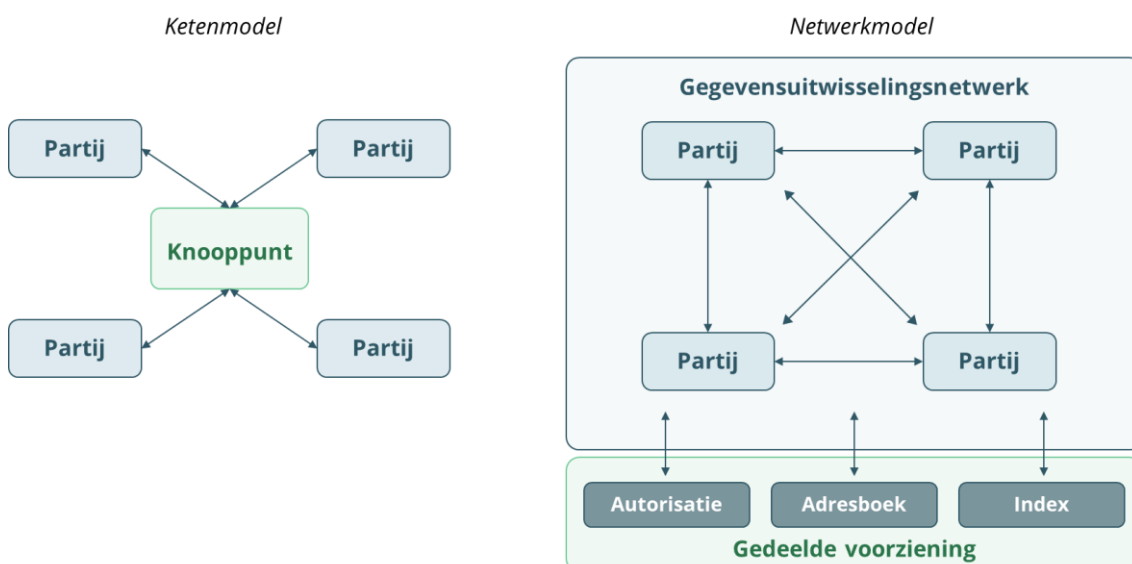 Ketenmodel
Partij
Partij
Knooppunt
Partij
Partij
Netwerkmodel
Gegevensuitwisselingsnetwerk
Partij
Partij
Partij
Partij
Autorisatie
Adresboek
Index
Gedeelde voorziening